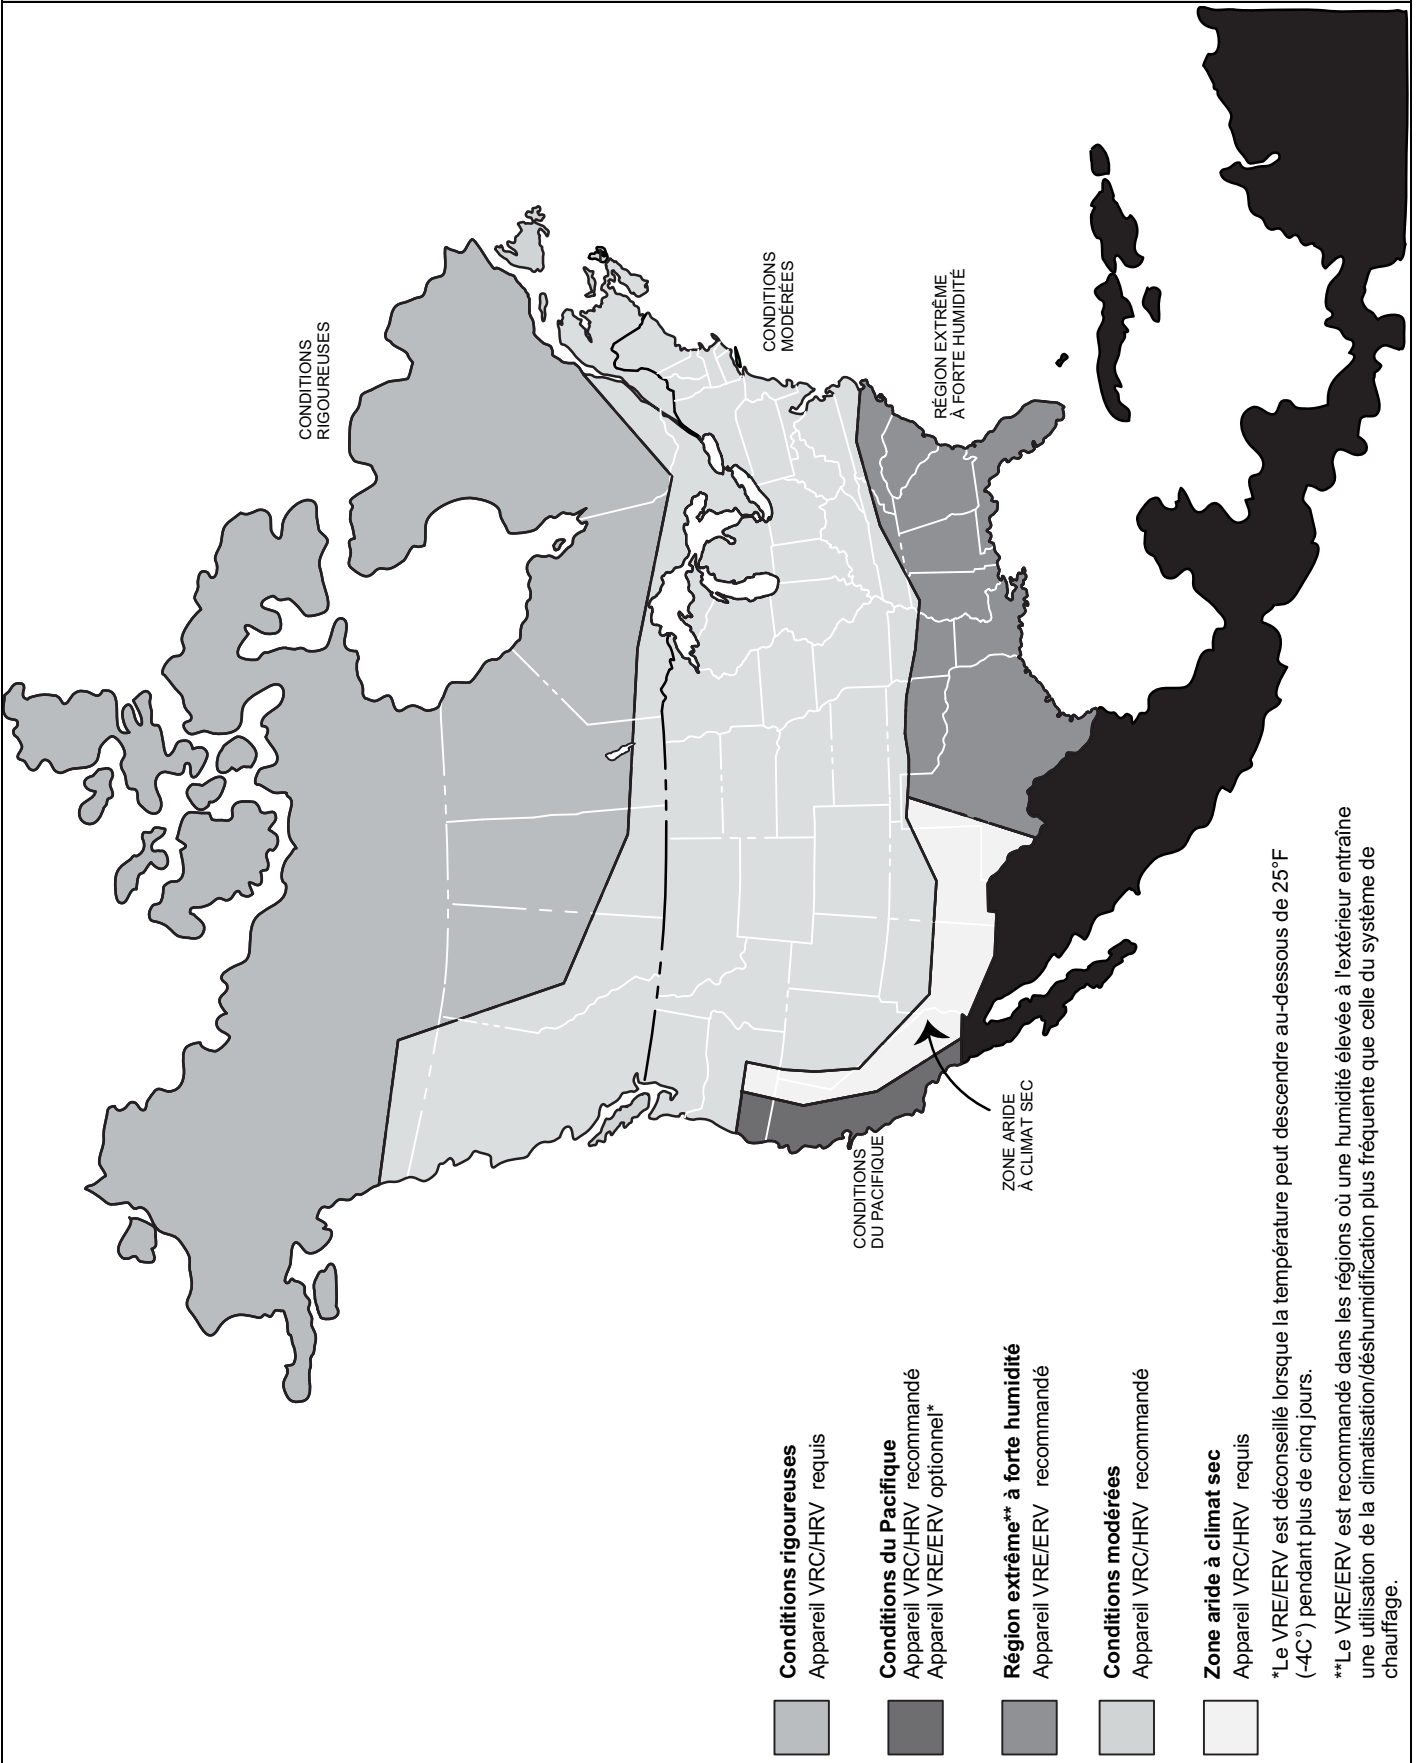 CONDITIONS
RIGOUREUSES
CONDITIONS
MODÉRÉES
RÉGION EXTRÊME
À FORTE HUMIDITÉ
CONDITIONS
DU PACIFIQUE
ZONE ARIDE
À CLIMAT SEC
Conditions rigoureuses
Appareil VRC/HRV requis
Conditions du Pacifique
Appareil VRC/HRV recommandé
Appareil VRE/ERV optionnel*
Région extrême** à forte humidité
Appareil VRE/ERV recommandé
Conditions modérées
Appareil VRC/HRV recommandé
Zone aride à climat sec
Appareil VRC/HRV requis
*Le VRE/ERV est déconseillé lorsque la température peut descendre au-dessous de 25°F
(-4C°) pendant plus de cinq jours.
**Le VRE/ERV est recommandé dans les régions où une humidité élevée à l'extérieur entraîne
une utilisation de la climatisation/déshumidification plus fréquente que celle du système de
chauffage.